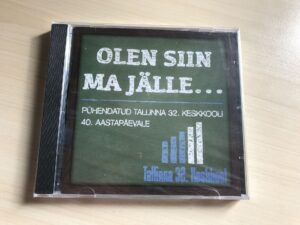 OLEN SIIN
MA JÄLLE...
PÜHENDATUD TALLINNA 32. KESKKOOLI
40. AASTAPÄEVALE
Tallinna 32. Keskkool